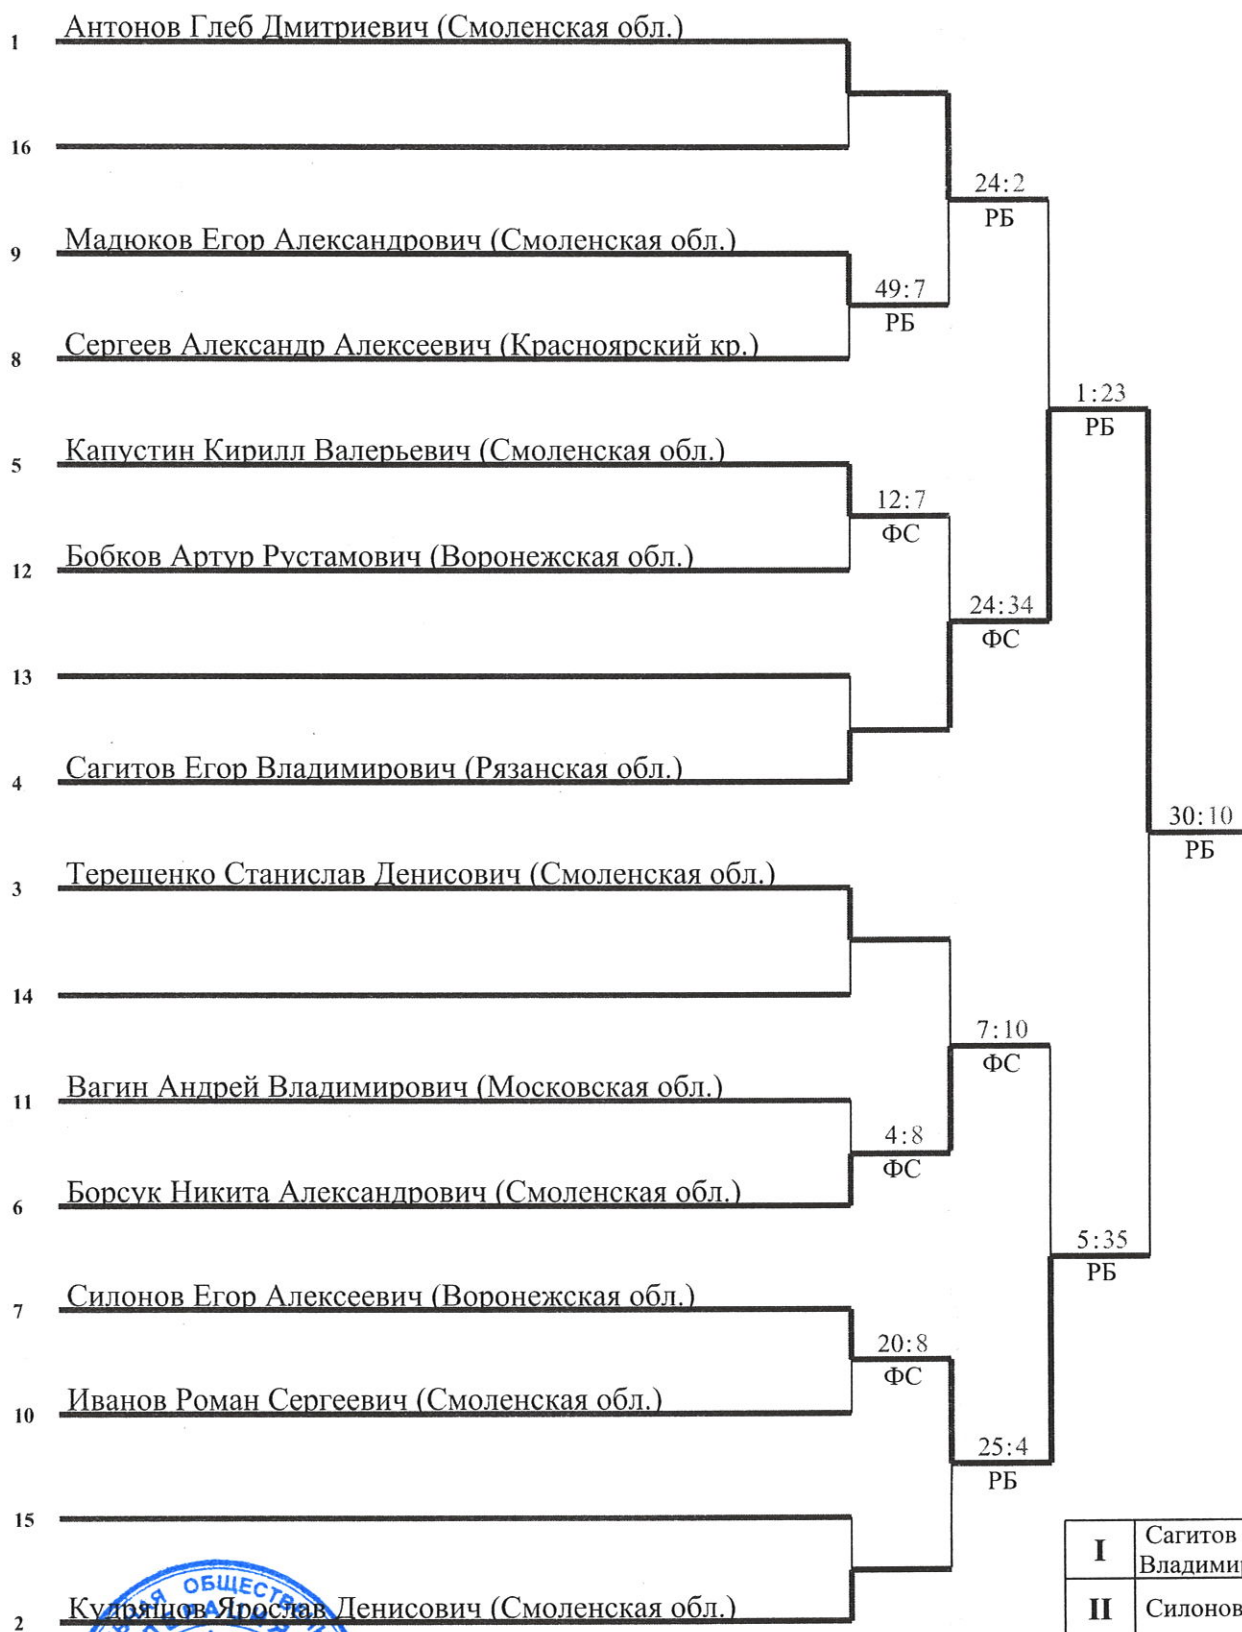 1 Антонов Глеб Дмитриевич (Смоленская обл.)
16
24:2
РБ
9 Мадюков Егор Александрович (Смоленская обл.)
49:7
РБ
8 Сергеев Александр Алексеевич (Красноярский кр.)
1:23
РБ
5 Капустин Кирилл Валерьевич (Смоленская обл.)
12:7
ФС
12 Бобков Артур Рустамович (Воронежская обл.)
24:34
ФС
13
4 Сагитов Егор Владимирович (Рязанская обл.)
30:10
РБ
3 Терещенко Станислав Денисович (Смоленская обл.)
14
7:10
ФС
11 Вагин Андрей Владимирович (Московская обл.)
4:8
ФС
6 Борсук Никита Александрович (Смоленская обл.)
5:35
РБ
7 Силонов Егор Алексеевич (Воронежская обл.)
20:8
ФС
10 Иванов Роман Сергеевич (Смоленская обл.)
25:4
РБ
15
I Сагитов
Владимир
ОБЩЕСТВ
2 Кудряшов Ярослав Денисович (Смоленская обл.)
II Силонов